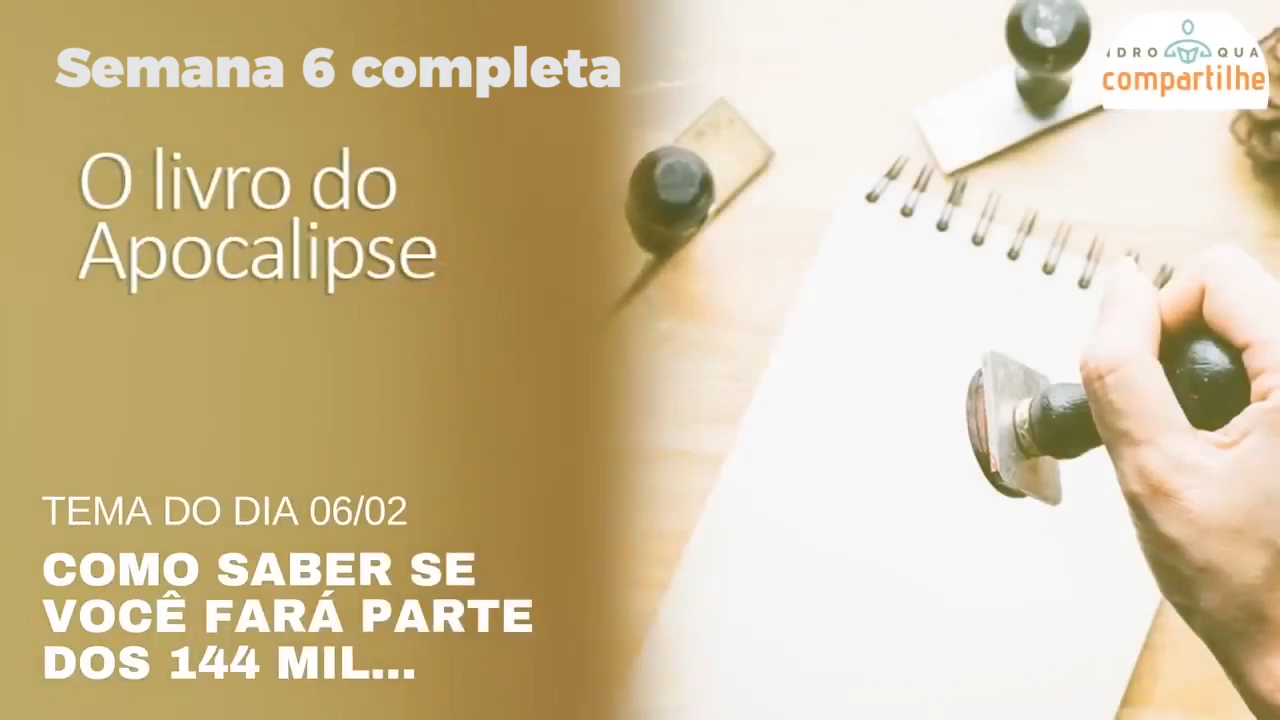 Semana 6 completa
O livro do
Apocalipse
TEMA DO DIA 06/02
COMO SABER SE
VOCÊ FARÁ PARTE
DOS 144 MIL...
compartilhe